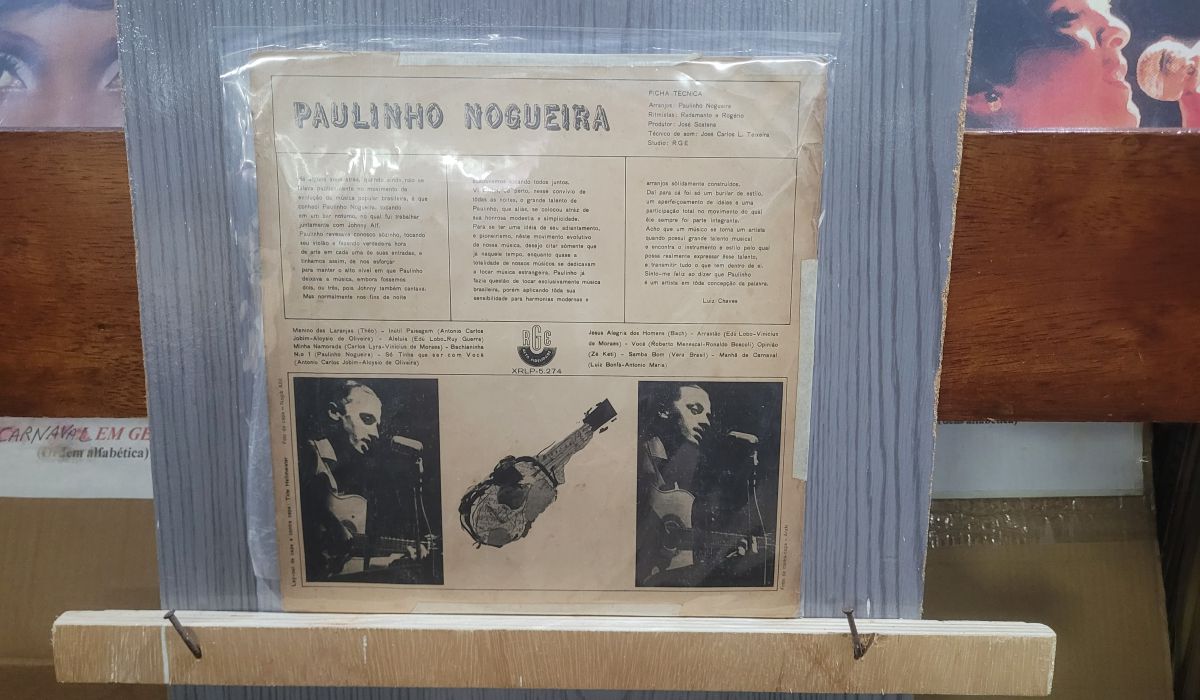 PAULINHO NOGUEIRA
FICHA TÉCNICA
Arranjos: Paulinho Nogueira
Ritmistas: Radamanto e Rogério
Produtor: José Scatena
Técnico de som: José Carlos L. Teixeira
Studio: RGE
Há alguns anos atrás, quando ainda não se
falava públicamente no movimento de
evolução da música popular brasileira, é que
conheci Paulinho Nogueira, tocando
em um bar noturno, no qual fui trabalhar
juntamente com Johnny Alf.
Paulinho revesava conosco sòzinho, tocando
seu violão e fazendo verdadeira hora
de arte em cada uma de suas entradas, e
tínhamos assim, de nos esforçar
para manter o alto nível em que Paulinho
deixava a música, embora fossemos
dois, ou três, pois Johnny também cantava.
Mas normalmente nos fins da noite
tocando todos juntos.
Vi de perto, nesse convívio de
tôdas as noites, o grande talento de
Paulinho, que aliás, se colocou atráz de
sua honrosa modestia e simplicidade.
Para se ter uma idéia de seu adiantamento,
e pioneirismo, nêste movimento evolutivo
de nossa música, desejo citar sòmente que
já naquele tempo, enquanto quase a
totalidade de nossos músicos se dedicavam
a tocar música estrangeira, Paulinho já
fazia questão de tocar exclusivamente música
brasileira, porém aplicando tôda sua
sensibilidade para harmonias modernas e
arranjos sòlidamente construídos.
Daí para cá foi só um burilar de estilo,
um aperfeiçoamento de idéias e uma
participação total no movimento do qual
êle sempre foi parte integrante.
Acho que um músico se torna um artista
quando possui grande talento musical
e encontra o instrumento e estilo pelo qual
possa realmente expressar êsse talento,
e transmitir tudo o que tem dentro de si.
Sinto-me feliz ao dizer que Paulinho
é um artista em tôda concepção da palavra.
Luiz Chaves
Menino das Laranjas (Théo) - Inútil Paisagem (Antonio Carlos
Jobim-Aloysio de Oliveira) - Aleluia (Edú Lobo-Ruy Guerra)
Minha Namorada (Carlos Lyra-Vinicius de Moraes) - Bachianinha
N.o 1 (Paulinho Nogueira) - Só Tinha que ser com Você
(Antonio Carlos Jobim-Aloysio de Oliveira)
RGE
XRLP-5.274
Jesus Alegria dos Homens (Bach) - Arrastão (Edú Lobo-Vinicius
de Moraes) - Você (Roberto Menescal-Ronaldo Boscoli) Opinião
(Zé Keti) - Samba Bom (Vera Brasil) - Manhã de Carnaval
(Luiz Bonfá-Antonio Maria)
CARNAVAL EM GE
(Ordem alfabética)
ordem alfabética)